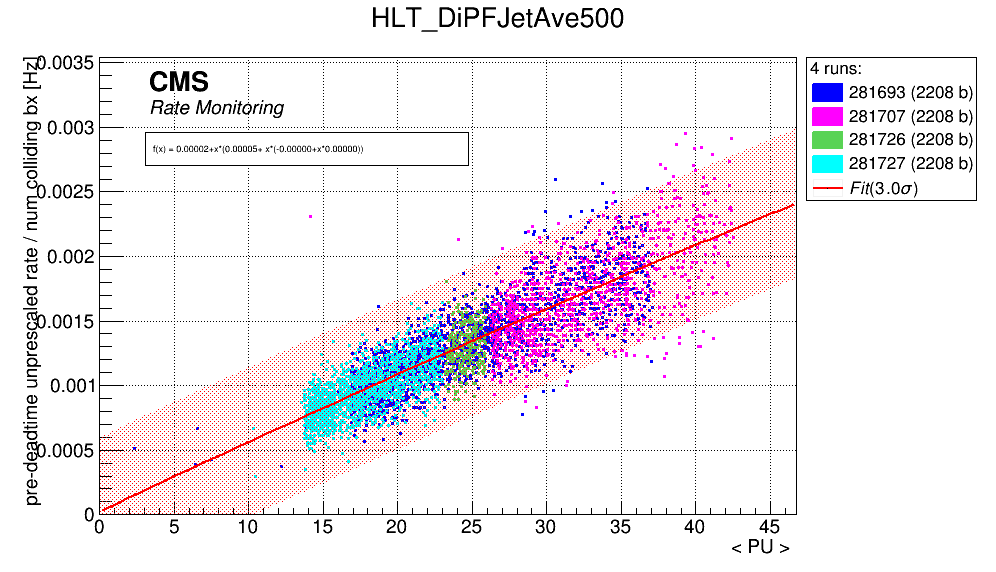 HLT_DiPFJetAve500
pre-deadtime unprescaled rate / num colliding bx [Hz]
0.0035
0.003
0.0025
0.002
0.0015
0.001
0.0005
0
CMS
Rate Monitoring
f(x) = 0.00002+x*(0.00005+ x*(-0.00000+x*0.00000))
0 5 10 15 20 25 30 35 40 45
< PU >
4 runs:
281693 (2208 b)
281707 (2208 b)
281726 (2208 b)
281727 (2208 b)
Fit(3.0σ)